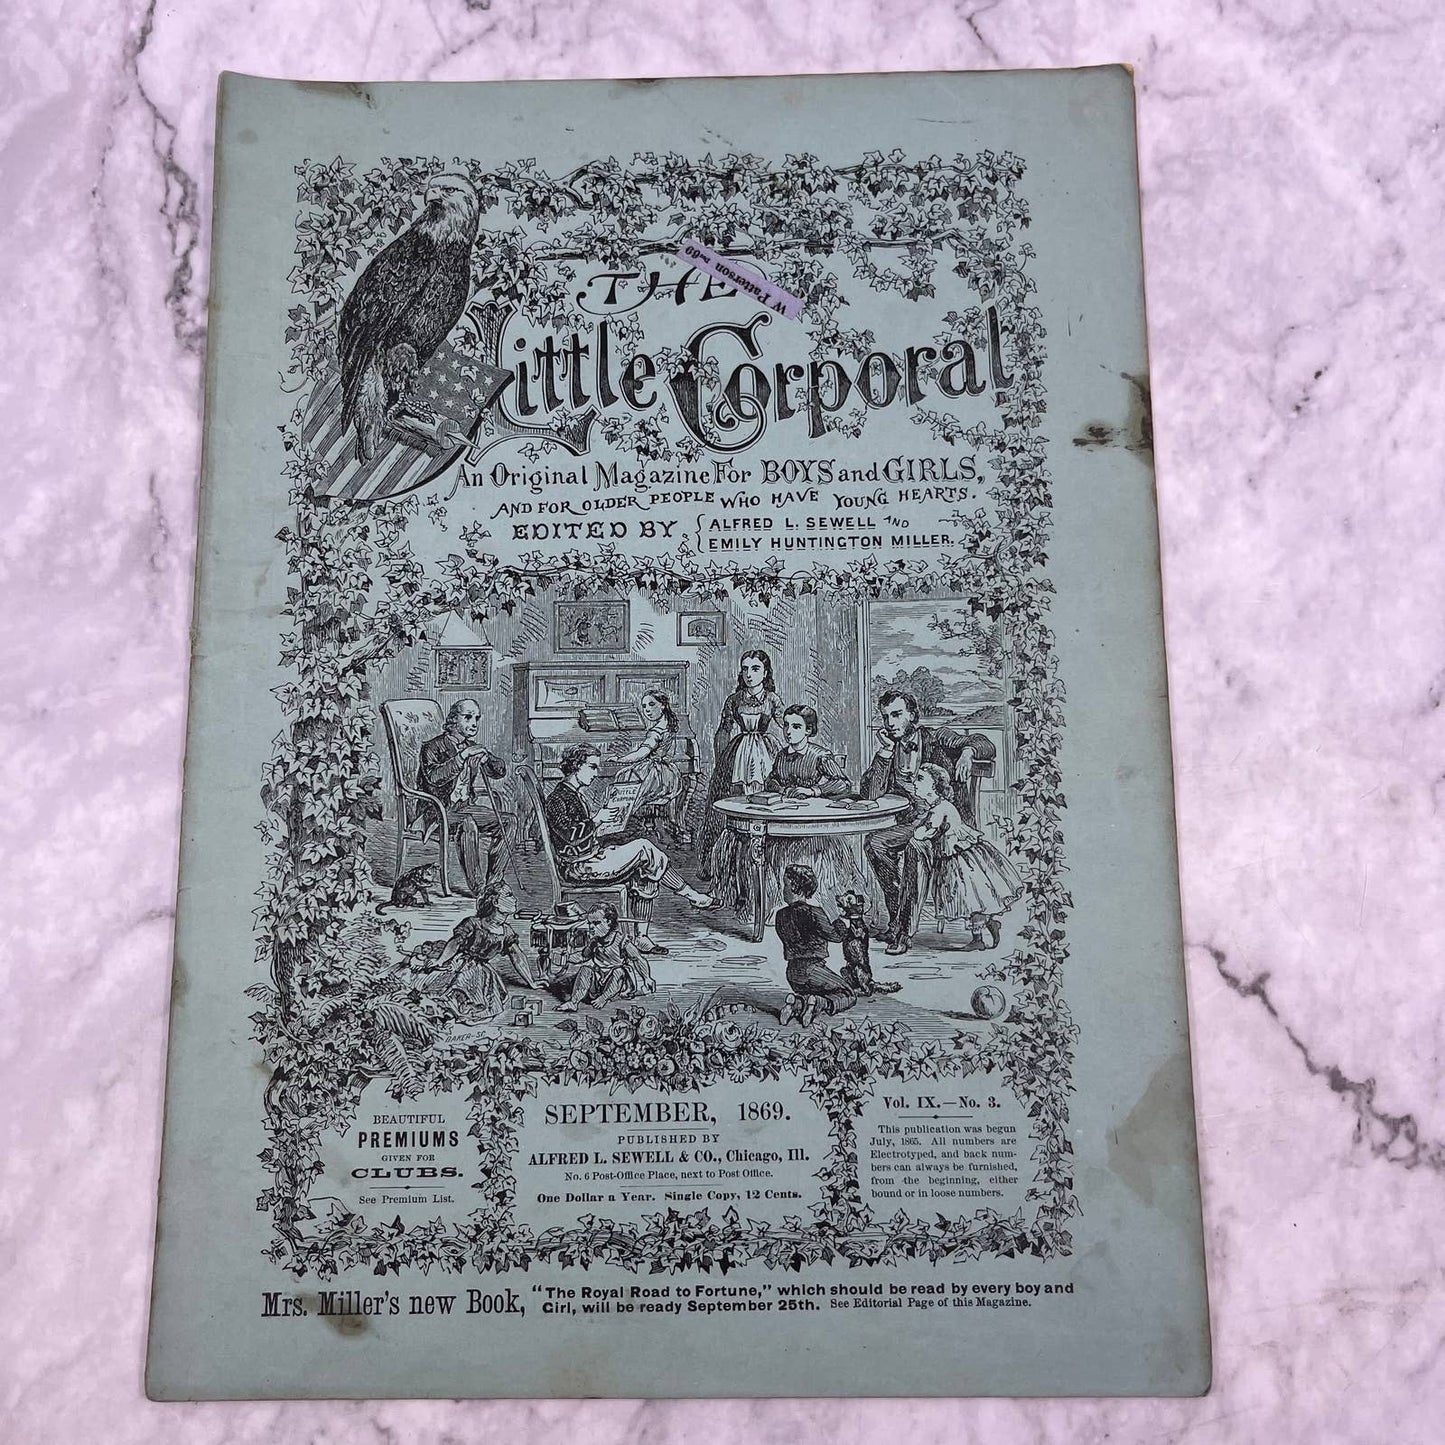 THE
W Patterson Sep69
Little Corporal
An Original Magazine For BOYS and GIRLS,
AND FOR OLDER PEOPLE WHO HAVE YOUNG HEARTS.
EDITED BY { ALFRED L. SEWELL AND
EMILY HUNTINGTON MILLER.
LITTLE
CORPORAL
BAKER SC
BEAUTIFUL
PREMIUMS
GIVEN FOR
CLUBS.
See Premium List.
SEPTEMBER, 1869.
PUBLISHED BY
ALFRED L. SEWELL & CO., Chicago, Ill.
No. 6 Post-Office Place, next to Post Office.
One Dollar a Year. Single Copy, 12 Cents.
Vol. IX.—No. 3.
This publication was begun
July, 1865. All numbers are
Electrotyped, and back num-
bers can always be furnished,
from the beginning, either
bound or in loose numbers.
Mrs. Miller's new Book, "The Royal Road to Fortune," which should be read by every boy and
Girl, will be ready September 25th. See Editorial Page of this Magazine.